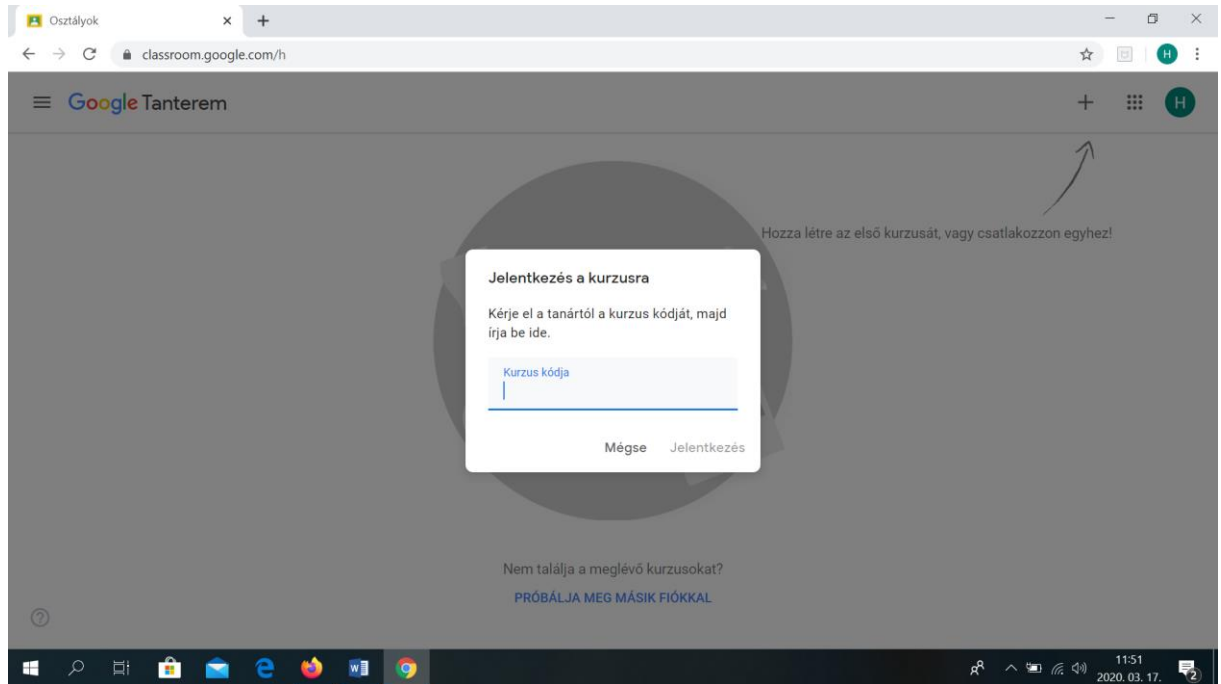 Osztályok
classroom.google.com/h
H
Google Tanterem
H
Hozza létre az első kurzusát, vagy csatlakozzon egyhez!
Jelentkezés a kurzusra
Kérje el a tanártól a kurzus kódját, majd
írja be ide.
Kurzus kódja
Mégse Jelentkezés
Nem találja a meglévő kurzusokat?
PRÓBÁLJA MEG MÁSIK FIÓKKAL
11:51
2020. 03. 17.
2